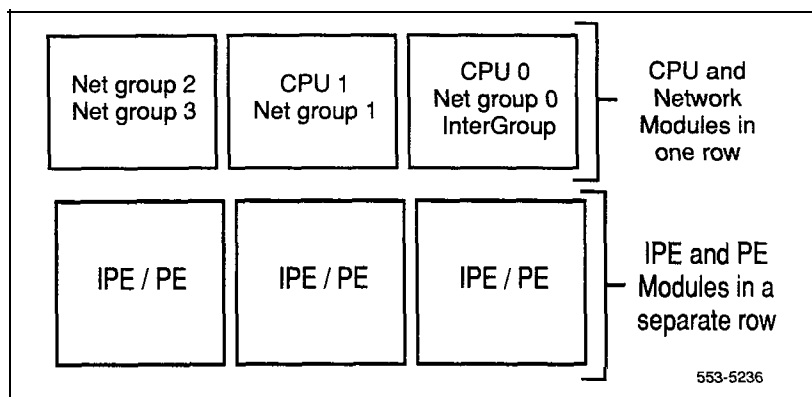 Net group 2
Net group 3
CPU 1
Net group 1
CPU 0
Net group 0
InterGroup
CPU and
Network
Modules in
one row
IPE / PE
IPE / PE
IPE / PE
IPE and PE
Modules in a
separate row
553-5236